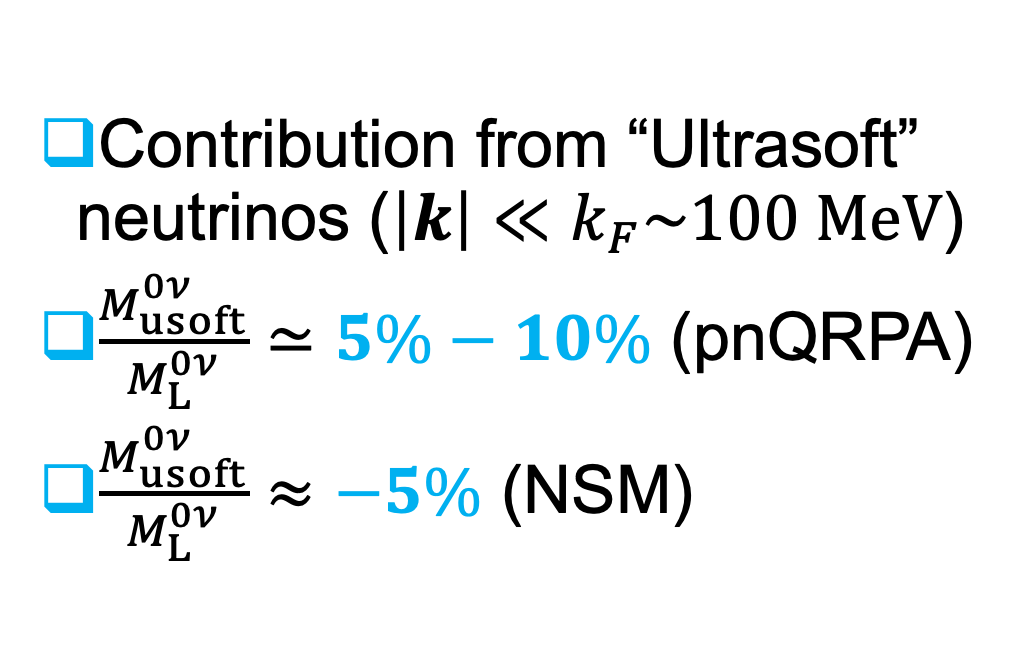 ❑Contribution from “Ultrasoft”
neutrinos (|𝒌| ≪ 𝑘_𝐹~100 MeV)
❑𝑀^{0𝜈}_{usoft}/𝑀^{0𝜈}_{L} ≃ 5% − 10% (pnQRPA)
❑𝑀^{0𝜈}_{usoft}/𝑀^{0𝜈}_{L} ≈ −5% (NSM)